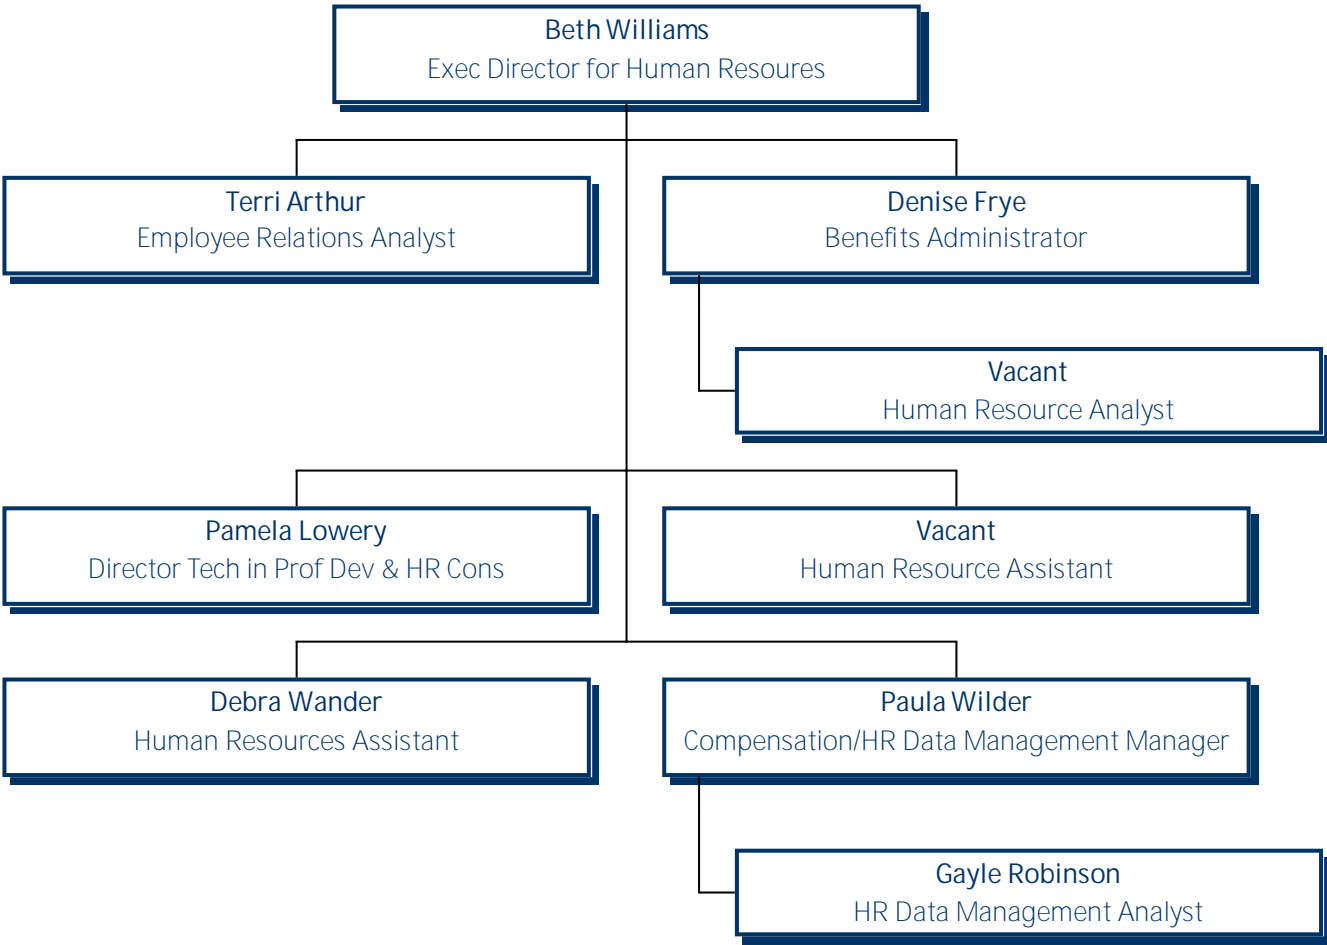 Beth Williams
Exec Director for Human Resoures
Terri Arthur
Employee Relations Analyst
Denise Frye
Benefits Administrator
Vacant
Human Resource Analyst
Pamela Lowery
Director Tech in Prof Dev & HR Cons
Vacant
Human Resource Assistant
Debra Wander
Human Resources Assistant
Paula Wilder
Compensation/HR Data Management Manager
Gayle Robinson
HR Data Management Analyst